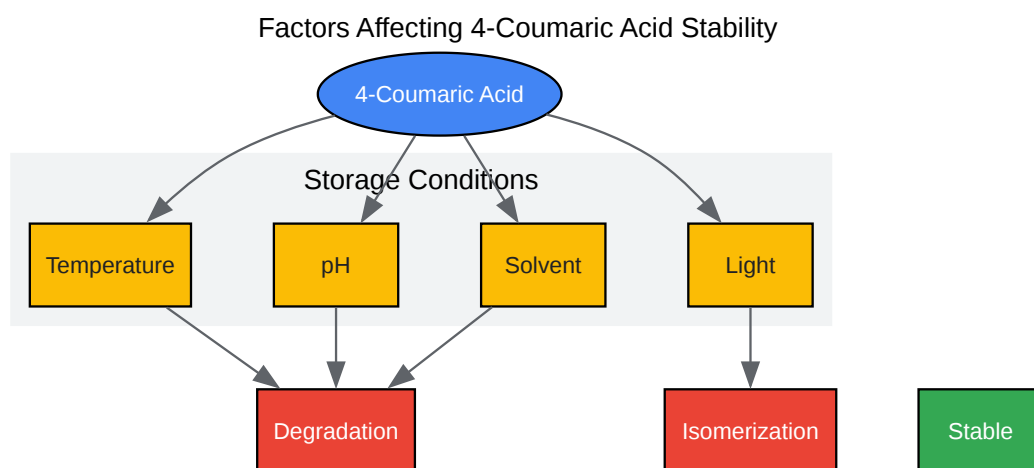 Factors Affecting 4-Coumaric Acid Stability
4-Coumaric Acid
Storage Conditions
Temperature
pH
Solvent
Light
Degradation
Isomerization
Stable